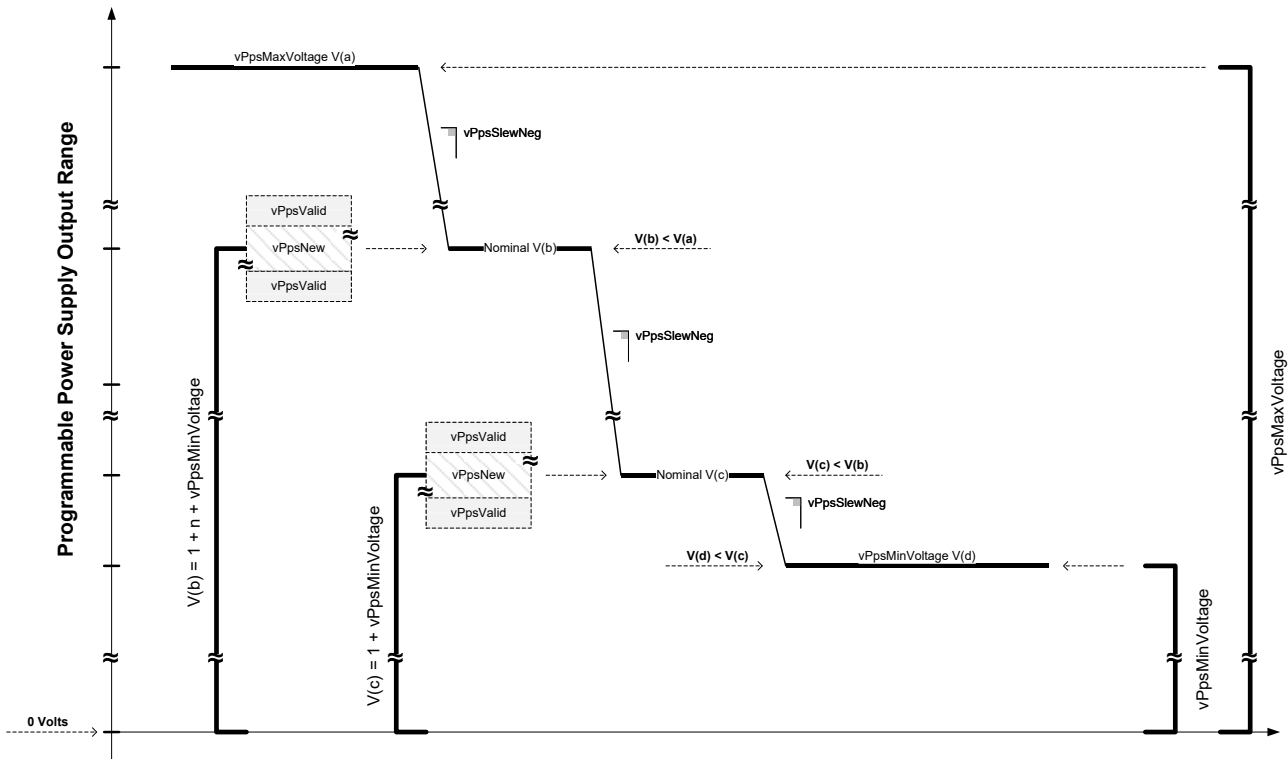 Programmable Power Supply Output Range
vPpsMaxVoltage V(a)
vPpsSlewNeg
vPpsValid
vPpsNew
vPpsValid
Nominal V(b)
V(b) < V(a)
vPpsSlewNeg
V(b) = 1 + n + vPpsMinVoltage
vPpsValid
vPpsNew
vPpsValid
Nominal V(c)
V(c) < V(b)
vPpsSlewNeg
V(c) = 1 + vPpsMinVoltage
V(d) < V(c)
vPpsMinVoltage V(d)
vPpsMinVoltage
vPpsMaxVoltage
0 Volts